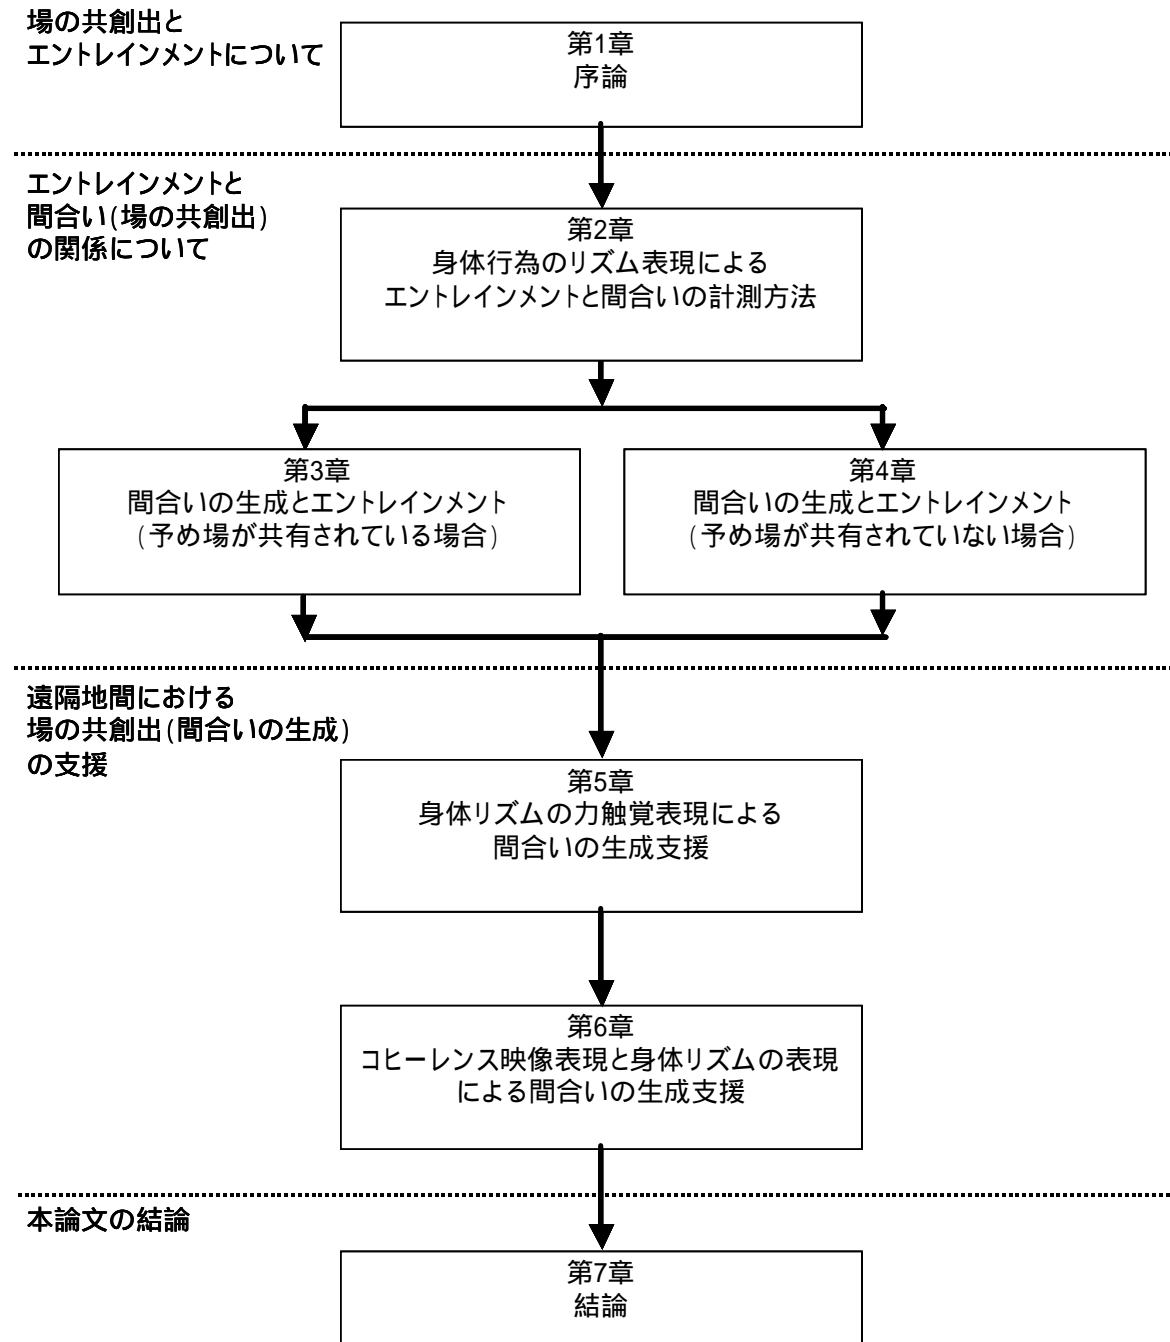 場の共創出と
エントレインメントについて
第1章
序論
エントレインメントと
間合い(場の共創出)
の関係について
第2章
身体行為のリズム表現による
エントレインメントと間合いの計測方法
第3章
間合いの生成とエントレインメント
(予め場が共有されている場合)
第4章
間合いの生成とエントレインメント
(予め場が共有されていない場合)
遠隔地間における
場の共創出(間合いの生成)
の支援
第5章
身体リズムの力触覚表現による
間合いの生成支援
第6章
コヒーレンス映像表現と身体リズムの表現
による間合いの生成支援
本論文の結論
第7章
結論